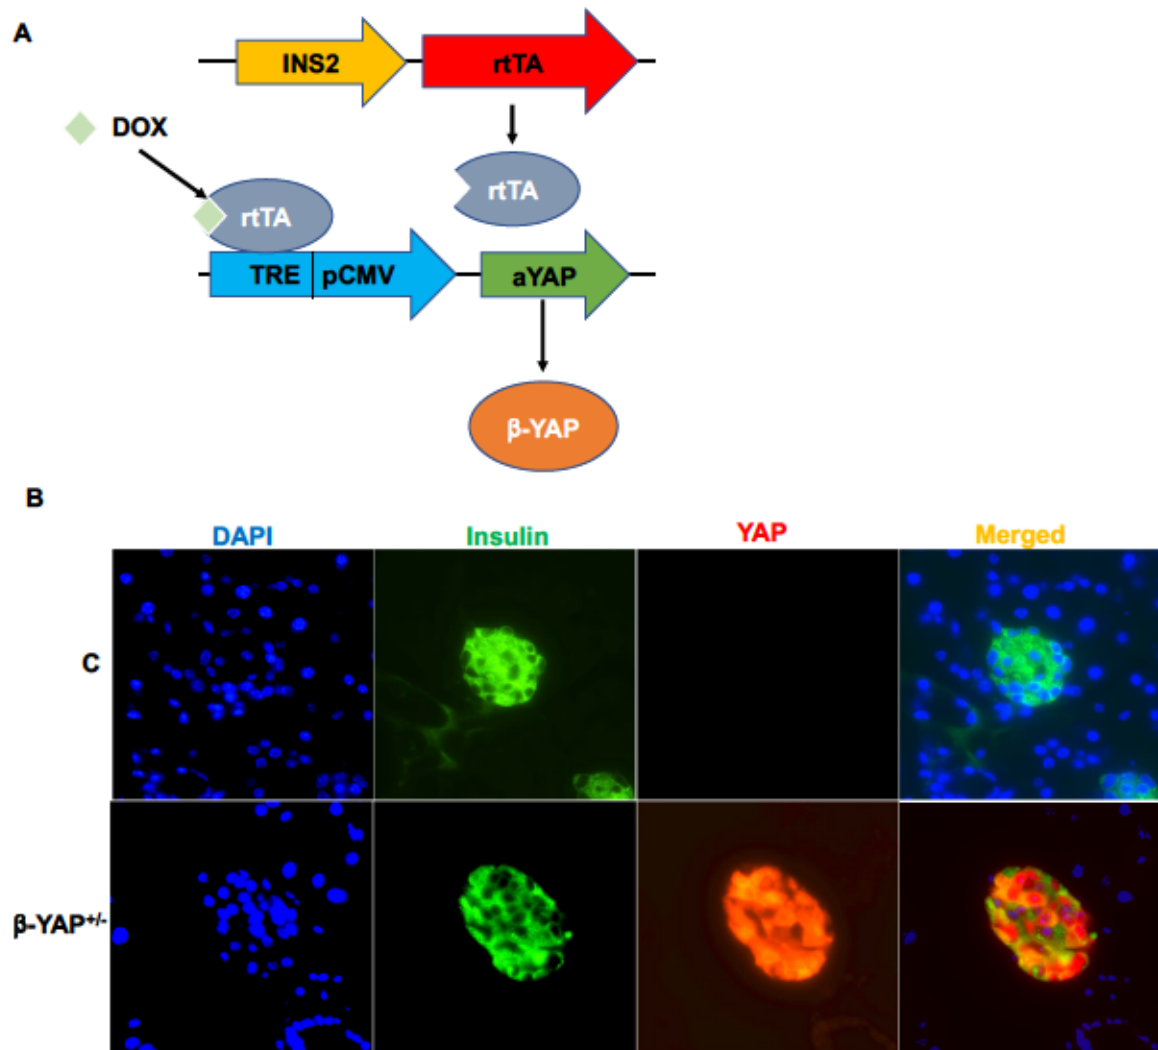 A
INS2 rtTA
DOX
rtTA
rtTA
TRE pCMV aYAP
β-YAP
B
DAPI Insulin YAP Merged
C
β-YAP+/-